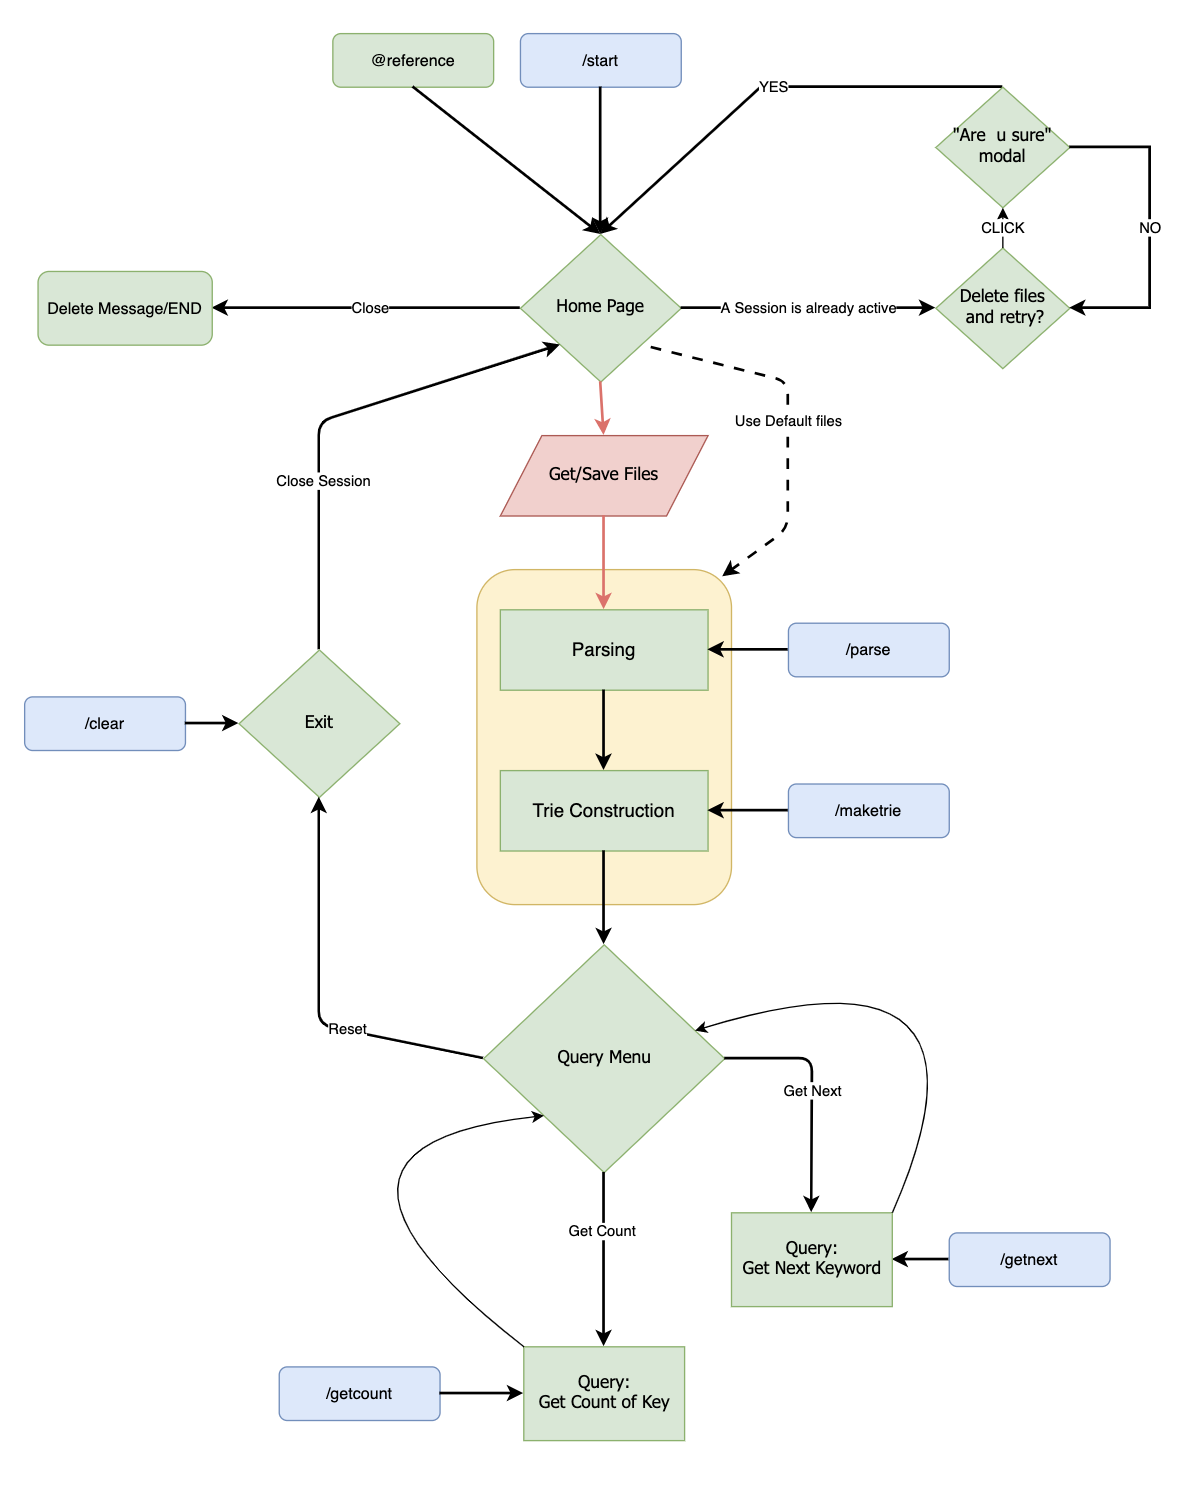 @reference
/start
YES
"Are  u sure"
modal
CLICK
NO
Delete Message/END
Close
Home Page
A Session is already active
Delete files
and retry?
Use Default files
Get/Save Files
Close Session
Parsing
/parse
/clear
Exit
Trie Construction
/maketrie
Reset
Query Menu
Get Next
Get Count
Query:
Get Next Keyword
/getnext
/getcount
Query:
Get Count of Key